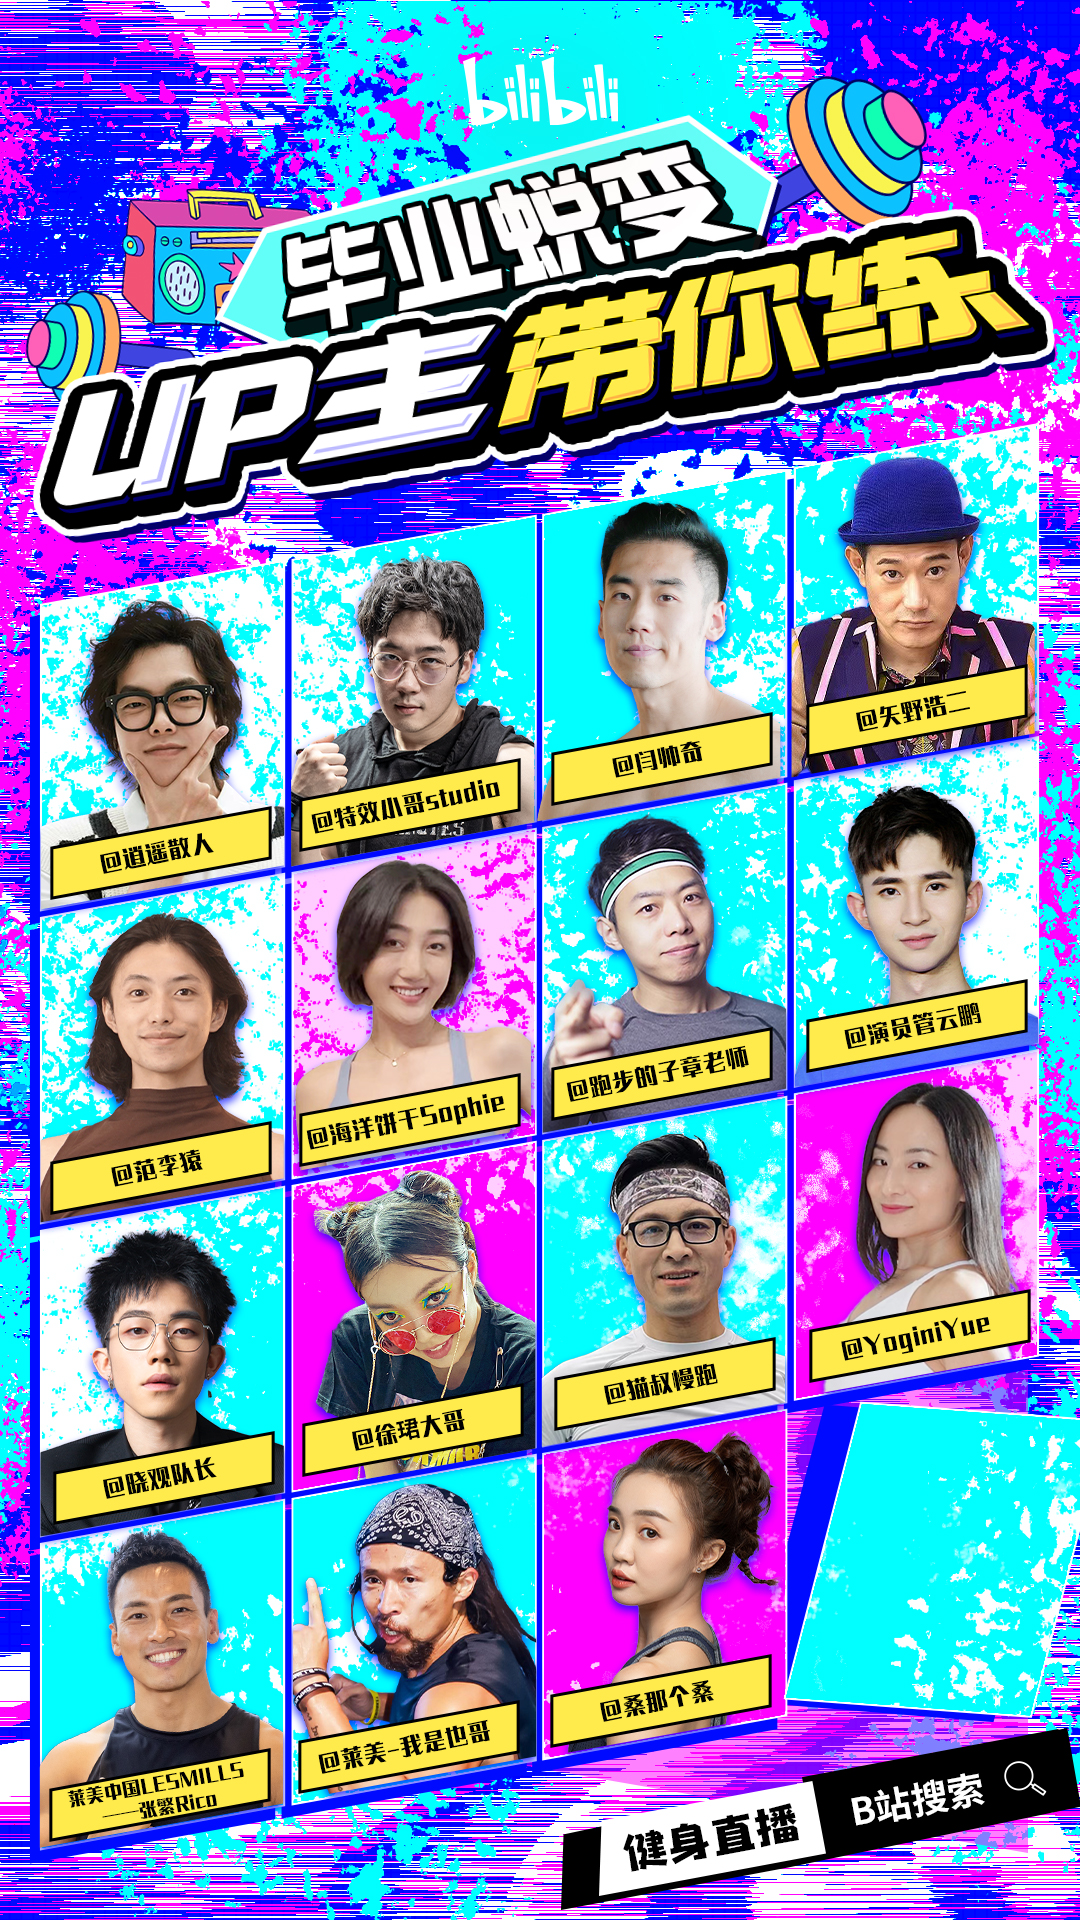 bilibili
毕业蜕变
UP主带你练
@逍遥散人
@特效小哥studio
@闫帅奇
@矢野浩二
@范李猿
@海洋饼干Sophie
@跑步的子章老师
@演员管云鹏
@晓观队长
@徐珺大哥
@猫叔慢跑
@YoginiYue
莱美中国LESMILLS
——张繁Rico
@莱美-我是也哥
@桑那个桑
健身直播
B站搜索